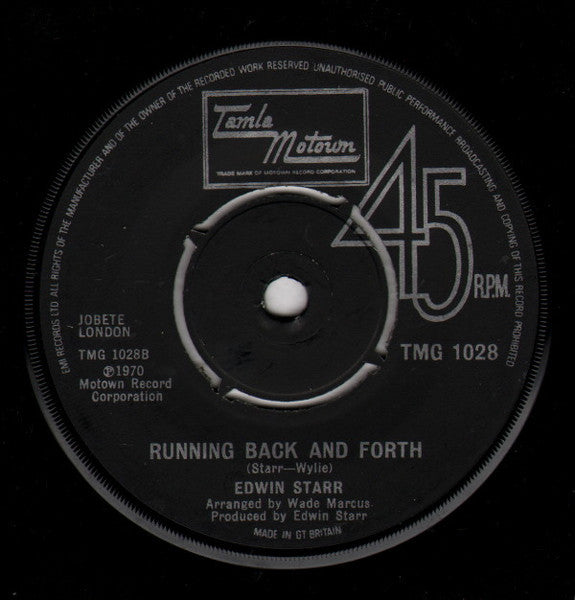 EMI RECORDS LTD ALL RIGHTS OF THE MANUFACTURER AND OF THE OWNER OF THE RECORDED WORK RESERVED UNAUTHORISED PUBLIC PERFORMANCE BROADCASTING AND COPYING OF THIS RECORD PROHIBITED
Tamla
Motown
TRADE MARK OF MOTOWN RECORD CORPORATION
45
R.P.M.
JOBETE
LONDON
TMG 1028B
℗1970
Motown Record
Corporation
TMG 1028
RUNNING BACK AND FORTH
(Starr—Wylie)
EDWIN STARR
Arranged by Wade Marcus
Produced by Edwin Starr
MADE IN GT BRITAIN